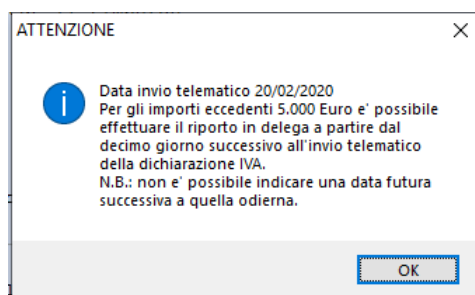 ATTENZIONE
Data invio telematico 20/02/2020
Per gli importi eccedenti 5.000 Euro e' possibile
effettuare il riporto in delega a partire dal
decimo giorno successivo all'invio telematico
della dichiarazione IVA.
N.B.: non e' possibile indicare una data futura
successiva a quella odierna.
OK